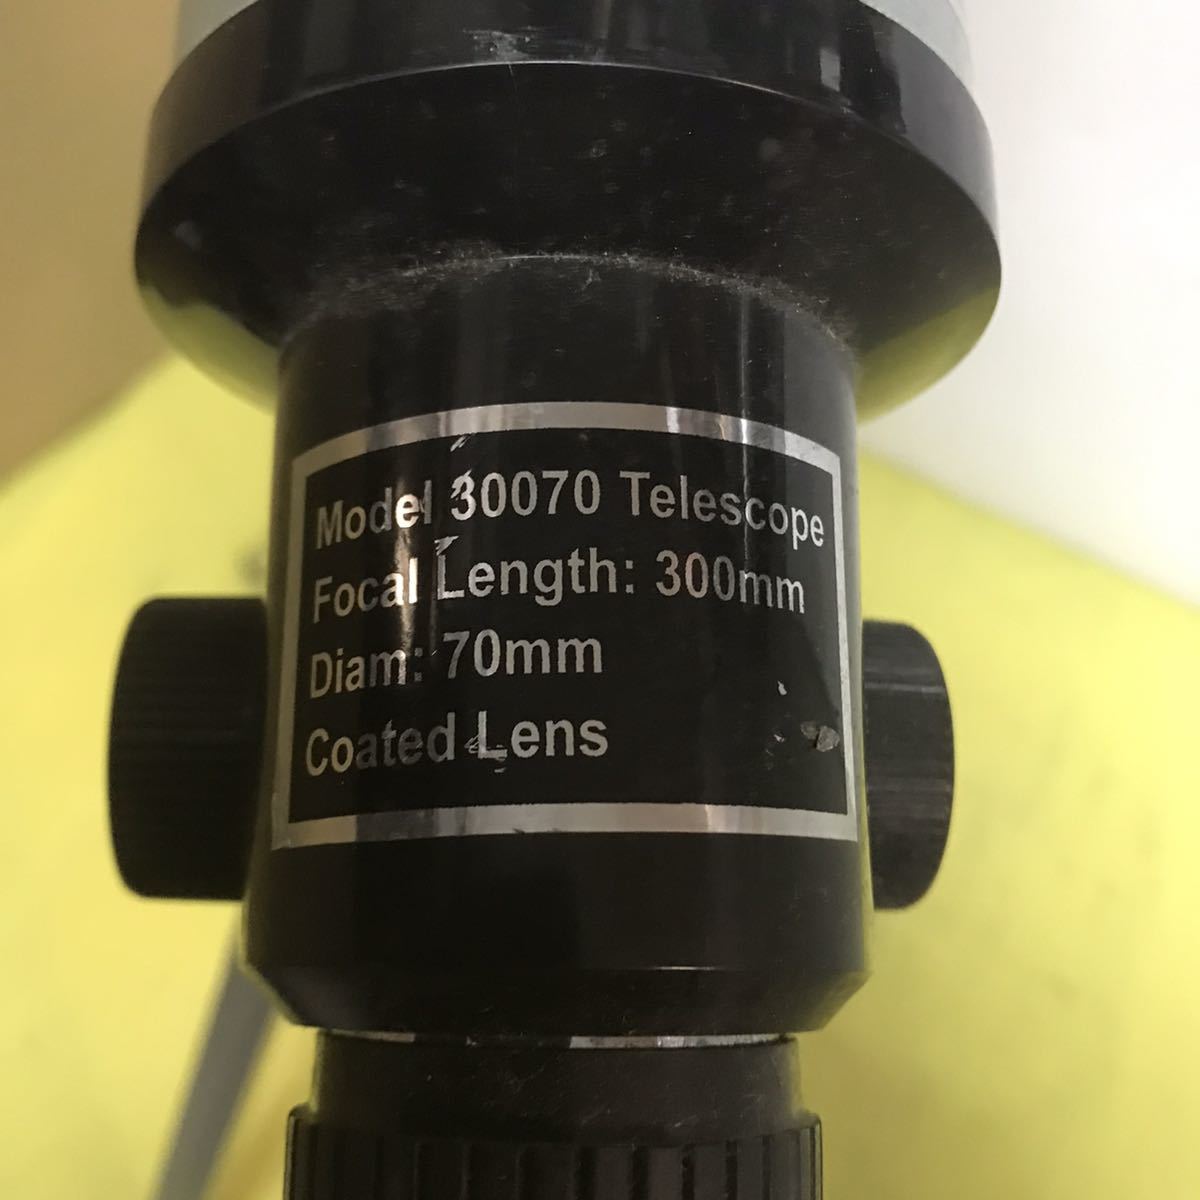 Model 30070 Telescope
Focal Length: 300mm
Diam: 70mm
Coated Lens